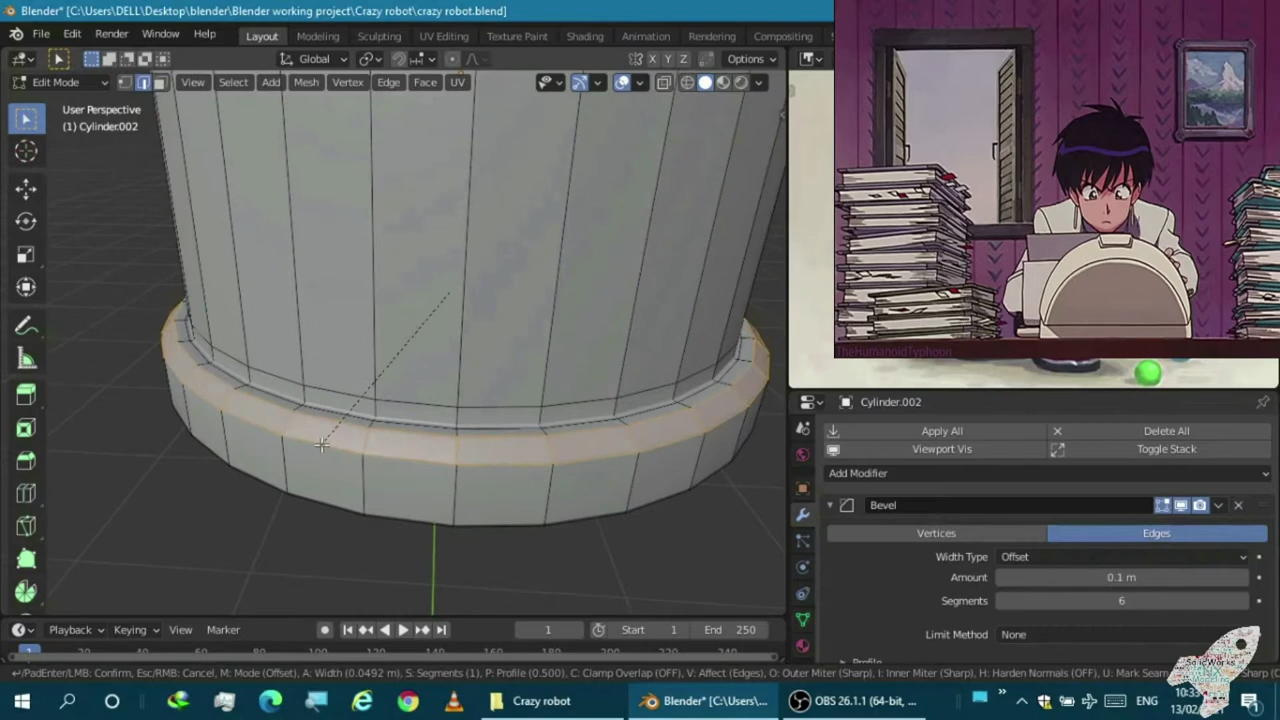 Blender* [C:\Users\DELL\Desktop\blender\Blender working project\Crazy robot\crazy robot.blend]
File Edit Render Window Help Layout Modeling Sculpting UV Editing Texture Paint Shading Animation Rendering Compositing
Global X Y Z Options
Edit Mode View Select Add Mesh Vertex Edge Face UV
User Perspective
(1) Cylinder.002
TheHumanoidTyphoon
Cylinder.002
Apply All Delete All
Viewport Vis Toggle Stack
Add Modifier
Bevel
Vertices Edges
Width Type Offset
Amount 0.1 m
Segments 6
Limit Method None
Playback Keying View Marker 1 Start 1 End 250
↵/PadEnter/LMB: Confirm, Esc/RMB: Cancel, M: Mode (Offset), A: Width (0.0492 m), S: Segments (1), P: Profile (0.500), C: Clamp Overlap (OFF), V: Affect (Edges), O: Outer Miter (Sharp), I: Inner Miter (Sharp), H: Harden Normals (OFF), U: Mark Seam
Crazy robot Blender* [C:\Users\... OBS 26.1.1 (64-bit, ... ENG